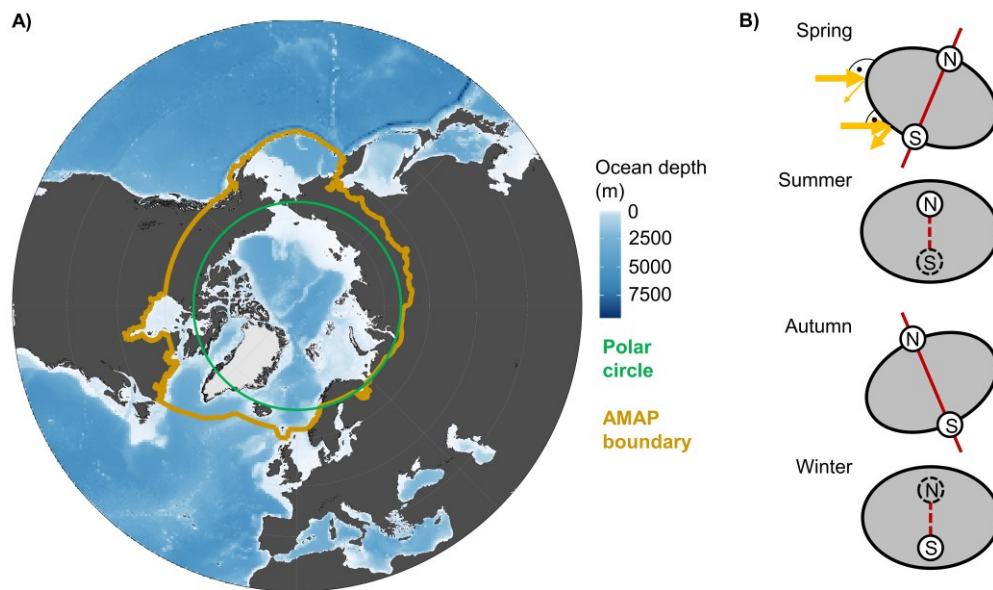 A)
Ocean depth
(m)
0
2500
5000
7500
Polar
circle
AMAP
boundary
B)
Spring
N
S
Summer
N
S
Autumn
N
S
Winter
N
S